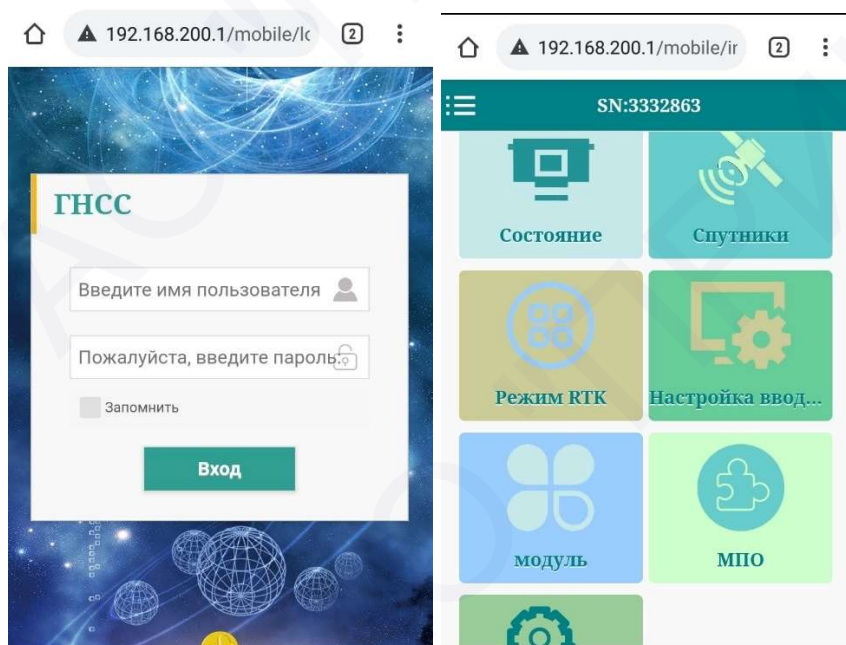 192.168.200.1/mobile/lc
2
ГНСС
Введите имя пользователя
Пожалуйста, введите пароль:
Запомнить
Вход
192.168.200.1/mobile/ir
2
SN:3332863
Состояние
Спутники
Режим RTK
Настройка ввод...
модуль
МПО